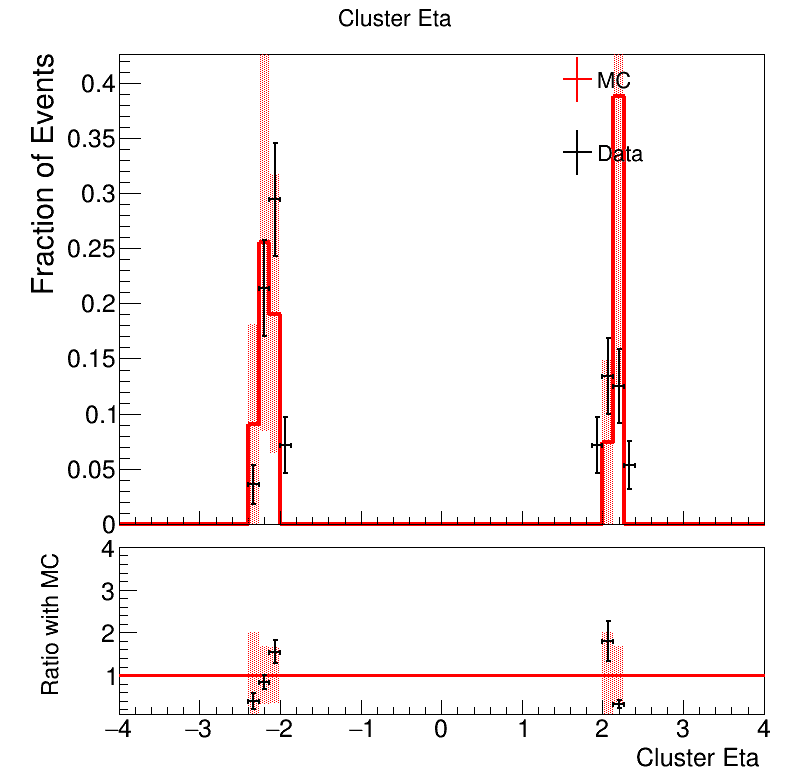 Cluster Eta
Fraction of Events
0.4
0.35
0.3
0.25
0.2
0.15
0.1
0.05
0
MC
Data
Ratio with MC
4
3
2
1
−4 −3 −2 −1 0 1 2 3 4
Cluster Eta